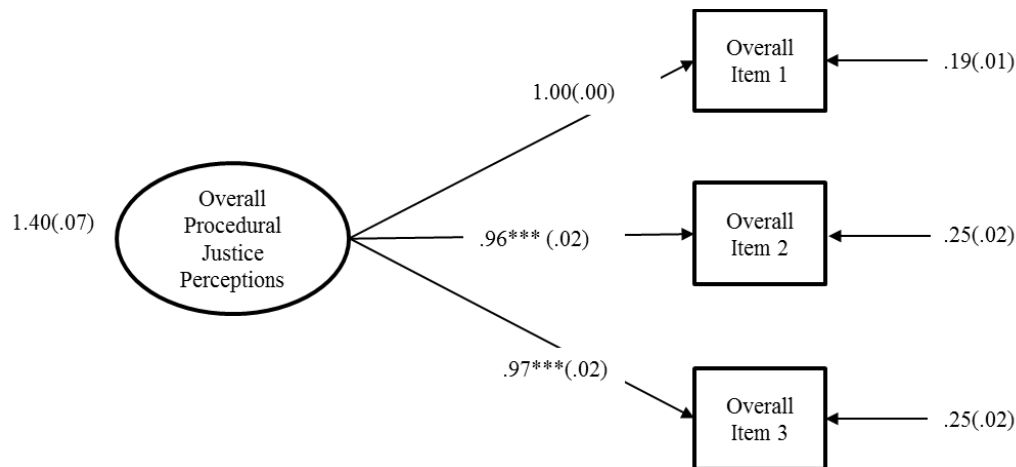 Overall
Item 1
.19(.01)
1.00(.00)
Overall
Procedural
Justice
Perceptions
1.40(.07)
.96*** (.02)
Overall
Item 2
.25(.02)
.97***(.02)
Overall
Item 3
.25(.02)